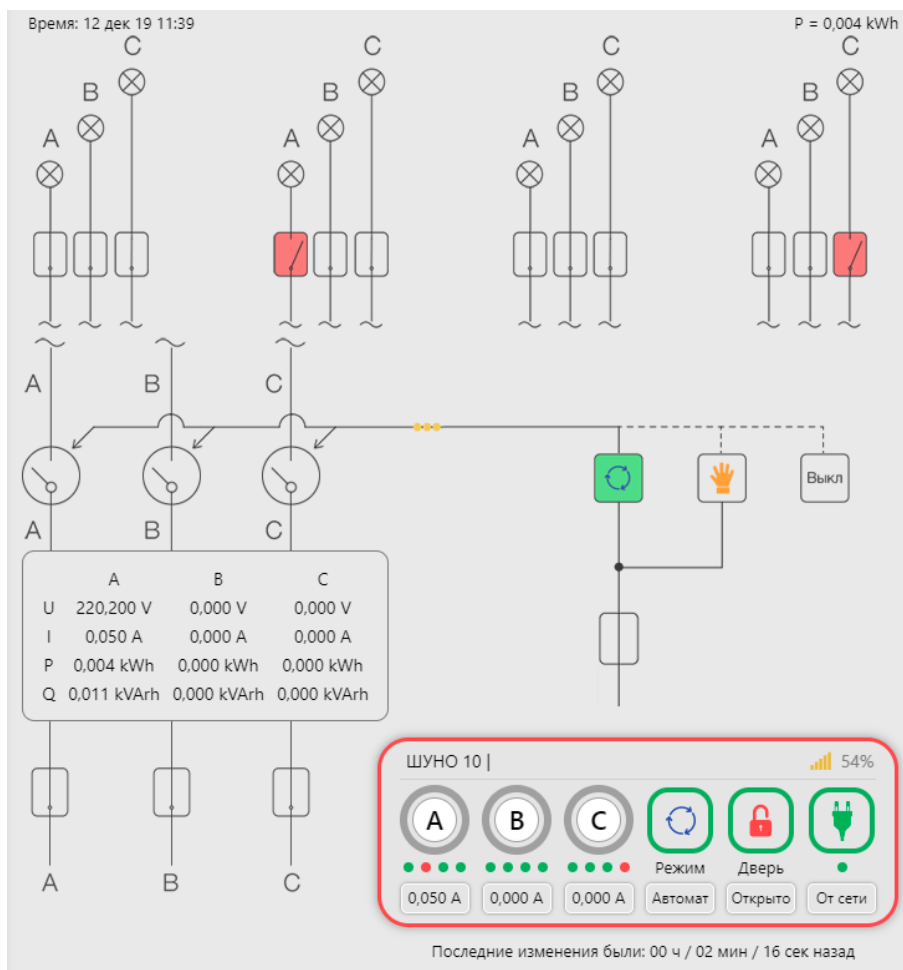 Время: 12 дек 19 11:39 P = 0,004 kWh
C C C C
B B B B
A A A A
A B C
A B C
Выкл
A B C
U 220,200 V 0,000 V 0,000 V
I 0,050 A 0,000 A 0,000 A
P 0,004 kWh 0,000 kWh 0,000 kWh
Q 0,011 kVArh 0,000 kVArh 0,000 kVArh
ШУНО 10 | 54%
A B C
Режим Дверь
0,050 A 0,000 A 0,000 A Автомат Открыто От сети
A B C
Последние изменения были: 00 ч / 02 мин / 16 сек назад